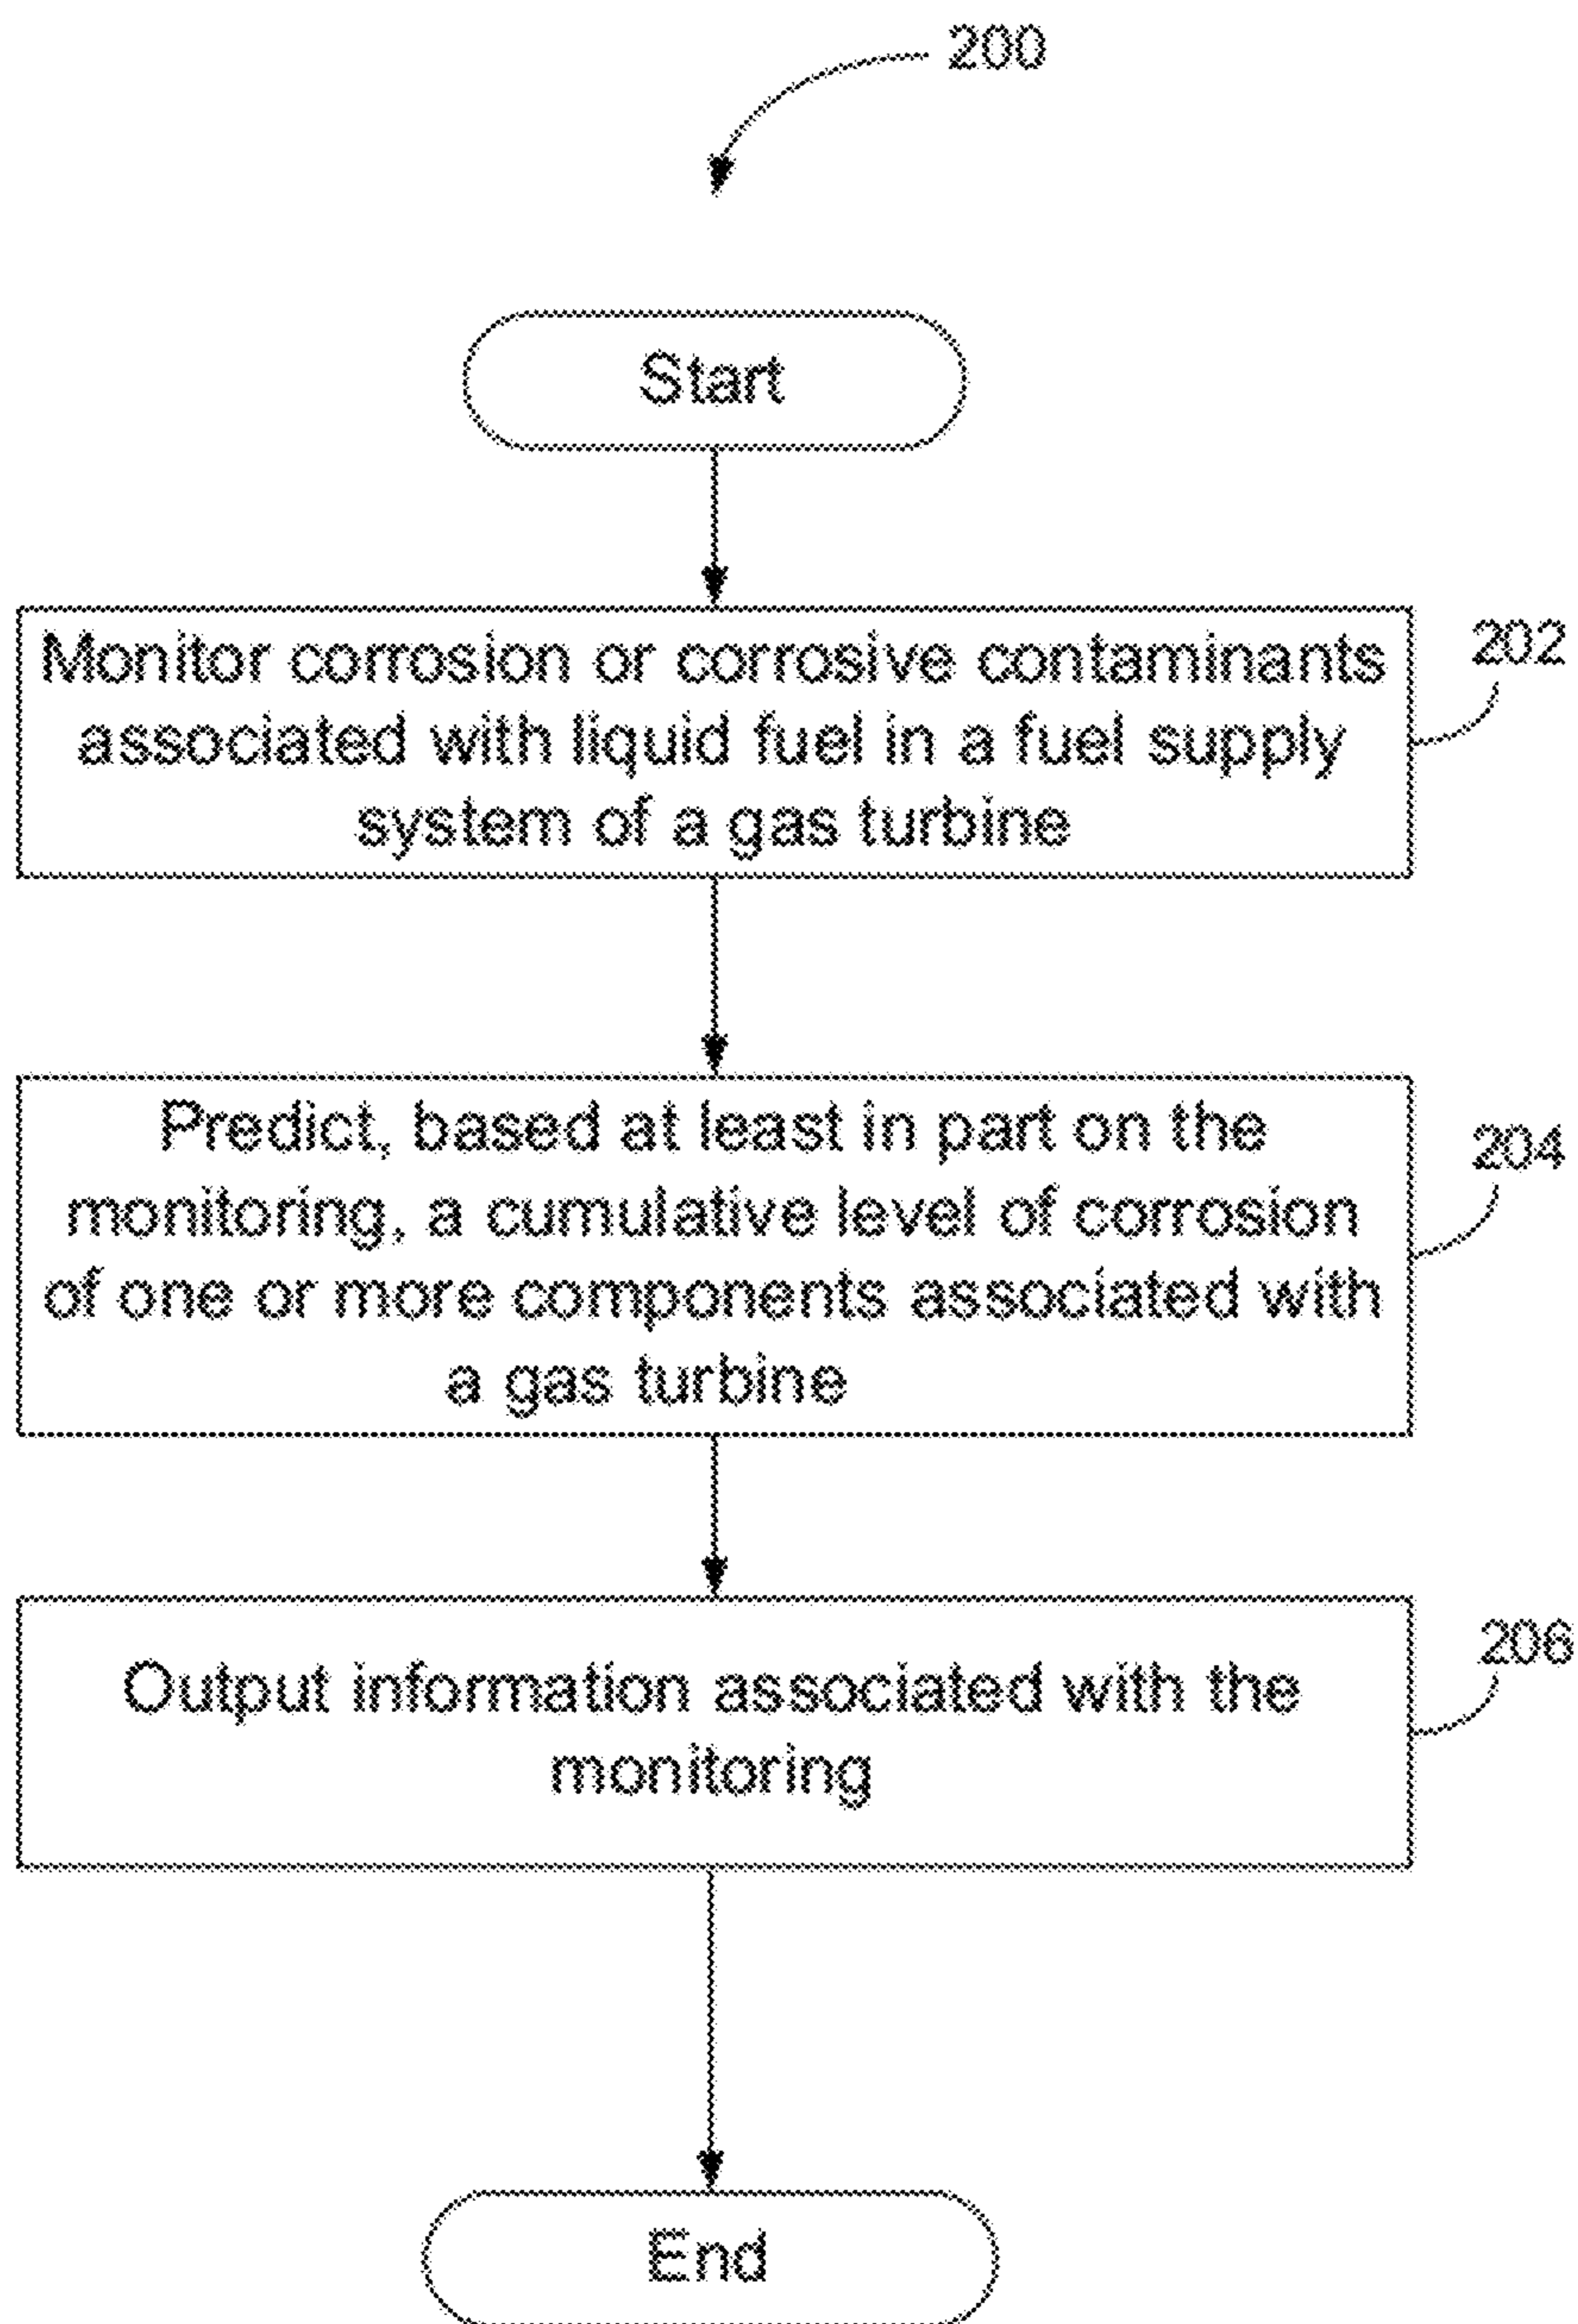 200
Start
Monitor corrosion or corrosive contaminants
associated with liquid fuel in a fuel supply
system of a gas turbine
202
Predict, based at least in part on the
monitoring, a cumulative level of corrosion
of one or more components associated with
a gas turbine
204
Output information associated with the
monitoring
206
End